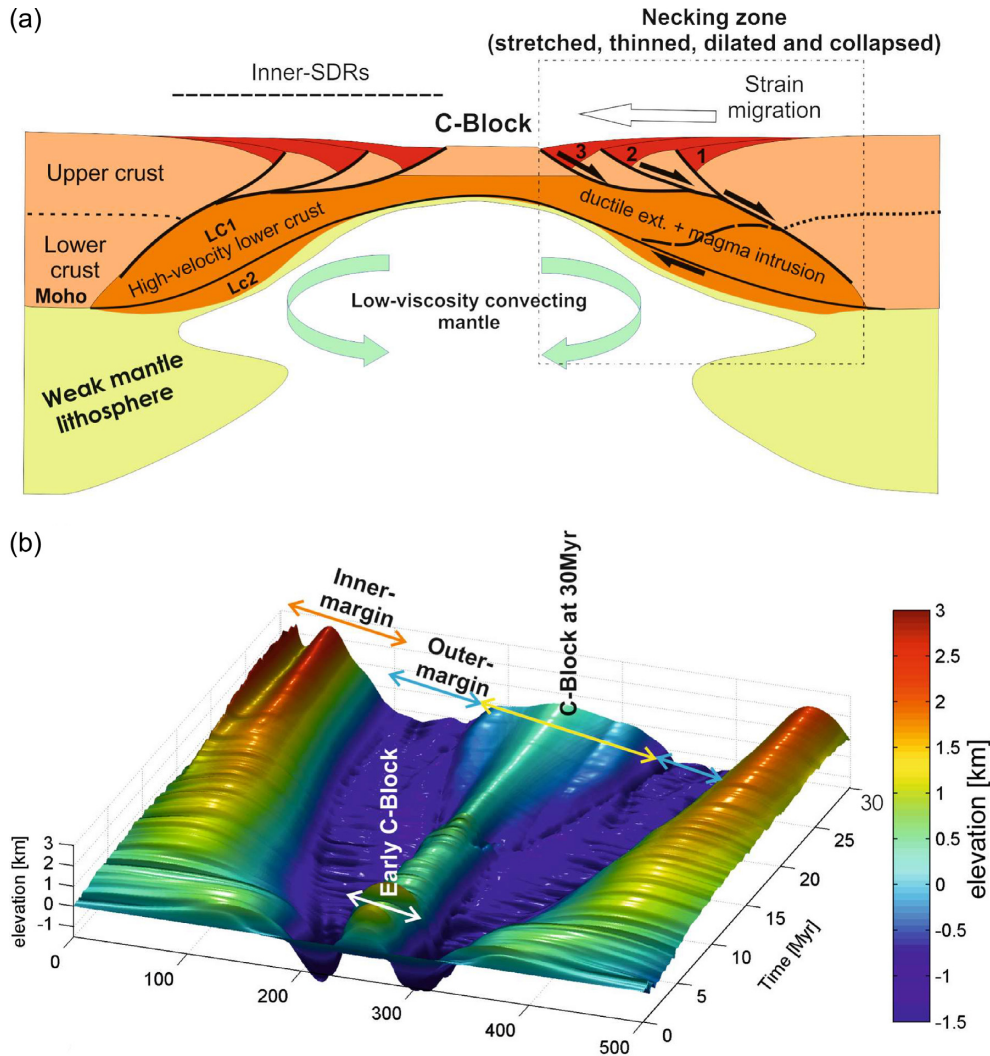 (a)
Necking zone
(stretched, thinned, dilated and collapsed)
Inner-SDRs
Strain
migration
C-Block
3
2
1
Upper crust
LC1
ductile ext. + magma intrusion
High-velocity lower crust
Lower
crust
Moho
Lc2
Low-viscosity convecting
mantle
Weak mantle
lithosphere
(b)
Inner-
margin
Outer-
margin
C-Block at 30Myr
Early C-Block
elevation [km]
3
2
1
0
-1
0
100
200
300
400
500
0
5
10
15
20
25
30
Time [Myr]
3
2.5
2
1.5
1
0.5
0
-0.5
-1
-1.5
elevation [km]